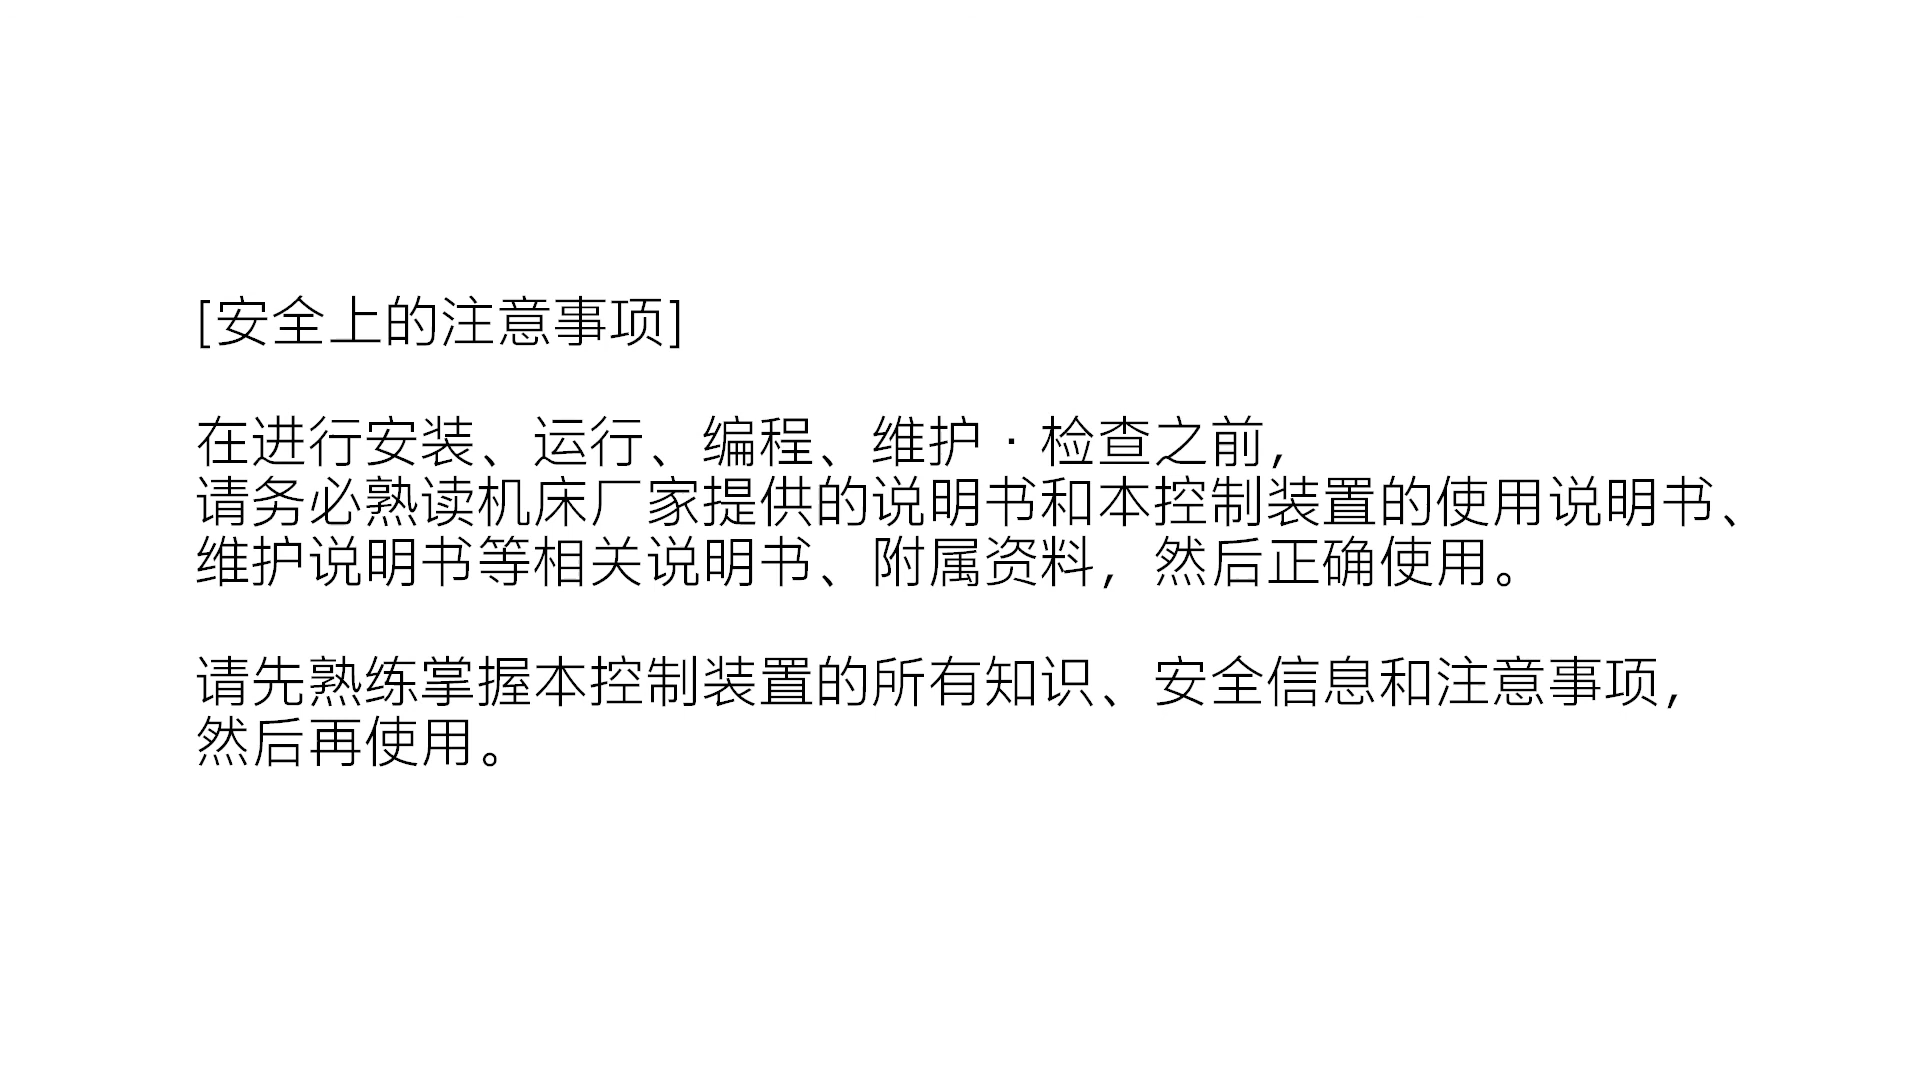 [安全上的注意事项]
在进行安装、运行、编程、维护·检查之前,
请务必熟读机床厂家提供的说明书和本控制装置的使用说明书、
维护说明书等相关说明书、附属资料，然后正确使用。
请先熟练掌握本控制装置的所有知识、安全信息和注意事项,
然后再使用。